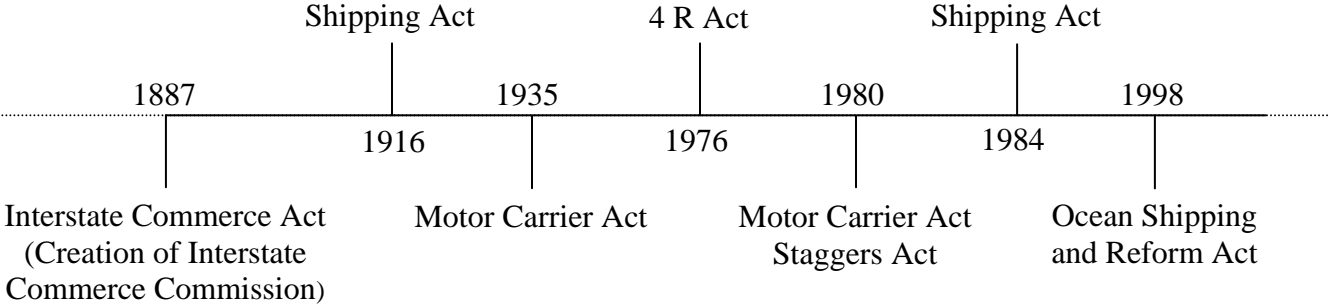 Shipping Act 4 R Act Shipping Act
1887 1935 1980 1998
1916 1976 1984
Interstate Commerce Act
(Creation of Interstate
Commerce Commission)
Motor Carrier Act
Motor Carrier Act
Staggers Act
Ocean Shipping
and Reform Act